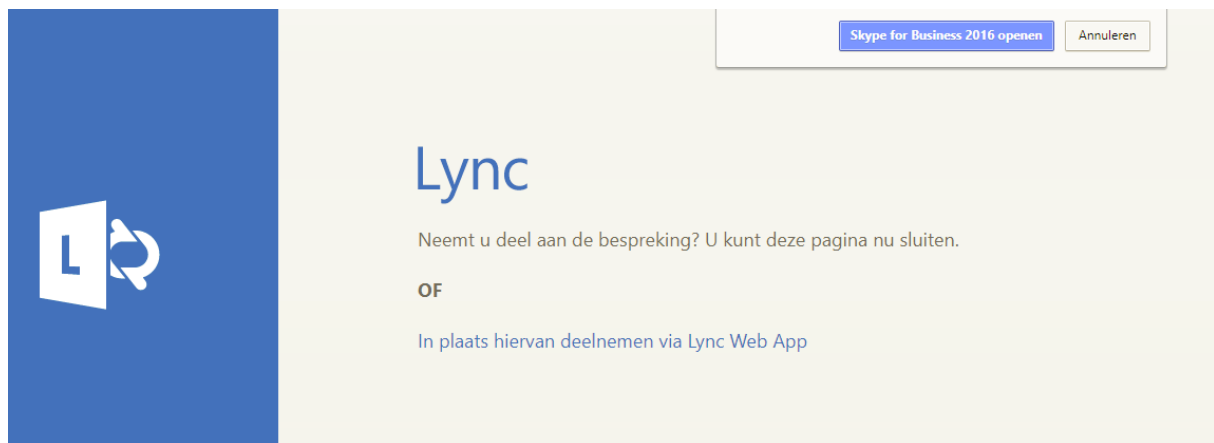 Skype for Business 2016 openen Annuleren
Lync
L
Neemt u deel aan de bespreking? U kunt deze pagina nu sluiten.
OF
In plaats hiervan deelnemen via Lync Web App